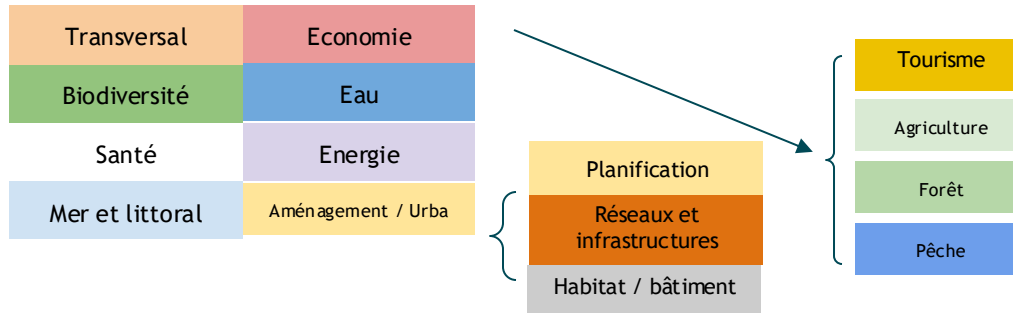 Transversal
Economie
Biodiversité
Eau
Santé
Energie
Mer et littoral
Aménagement / Urba
Planification
Réseaux et
infrastructures
Habitat / bâtiment
Tourisme
Agriculture
Forêt
Pêche